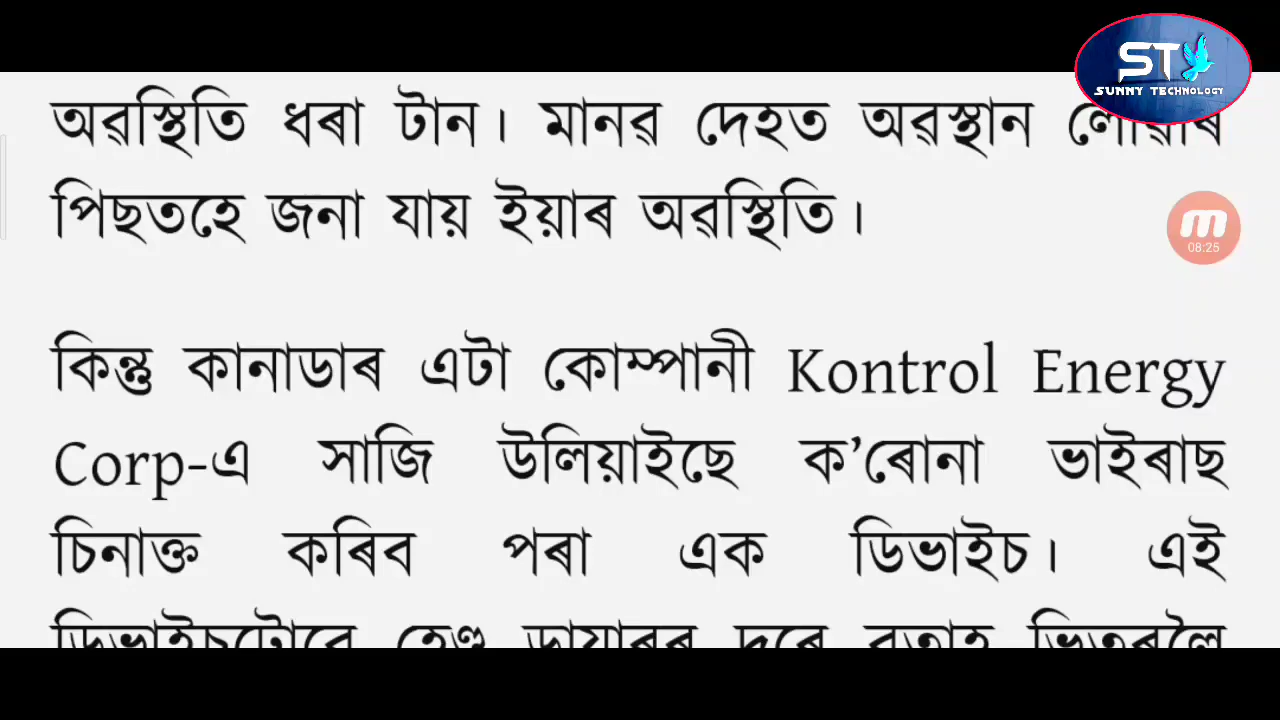 ST
SUNNY TECHNOLOGY
অৱস্থিতি ধৰা টান। মানৱ দেহত অৱস্থান লোৱাৰ
পিছতহে জনা যায় ইয়াৰ অৱস্থিতি।
08:25
কিন্তু কানাডাৰ এটা কোম্পানী Kontrol Energy
Corp-এ সাজি উলিয়াইছে ক’ৰোনা ভাইৰাছ
চিনাক্ত কৰিব পৰা এক ডিভাইচ। এই